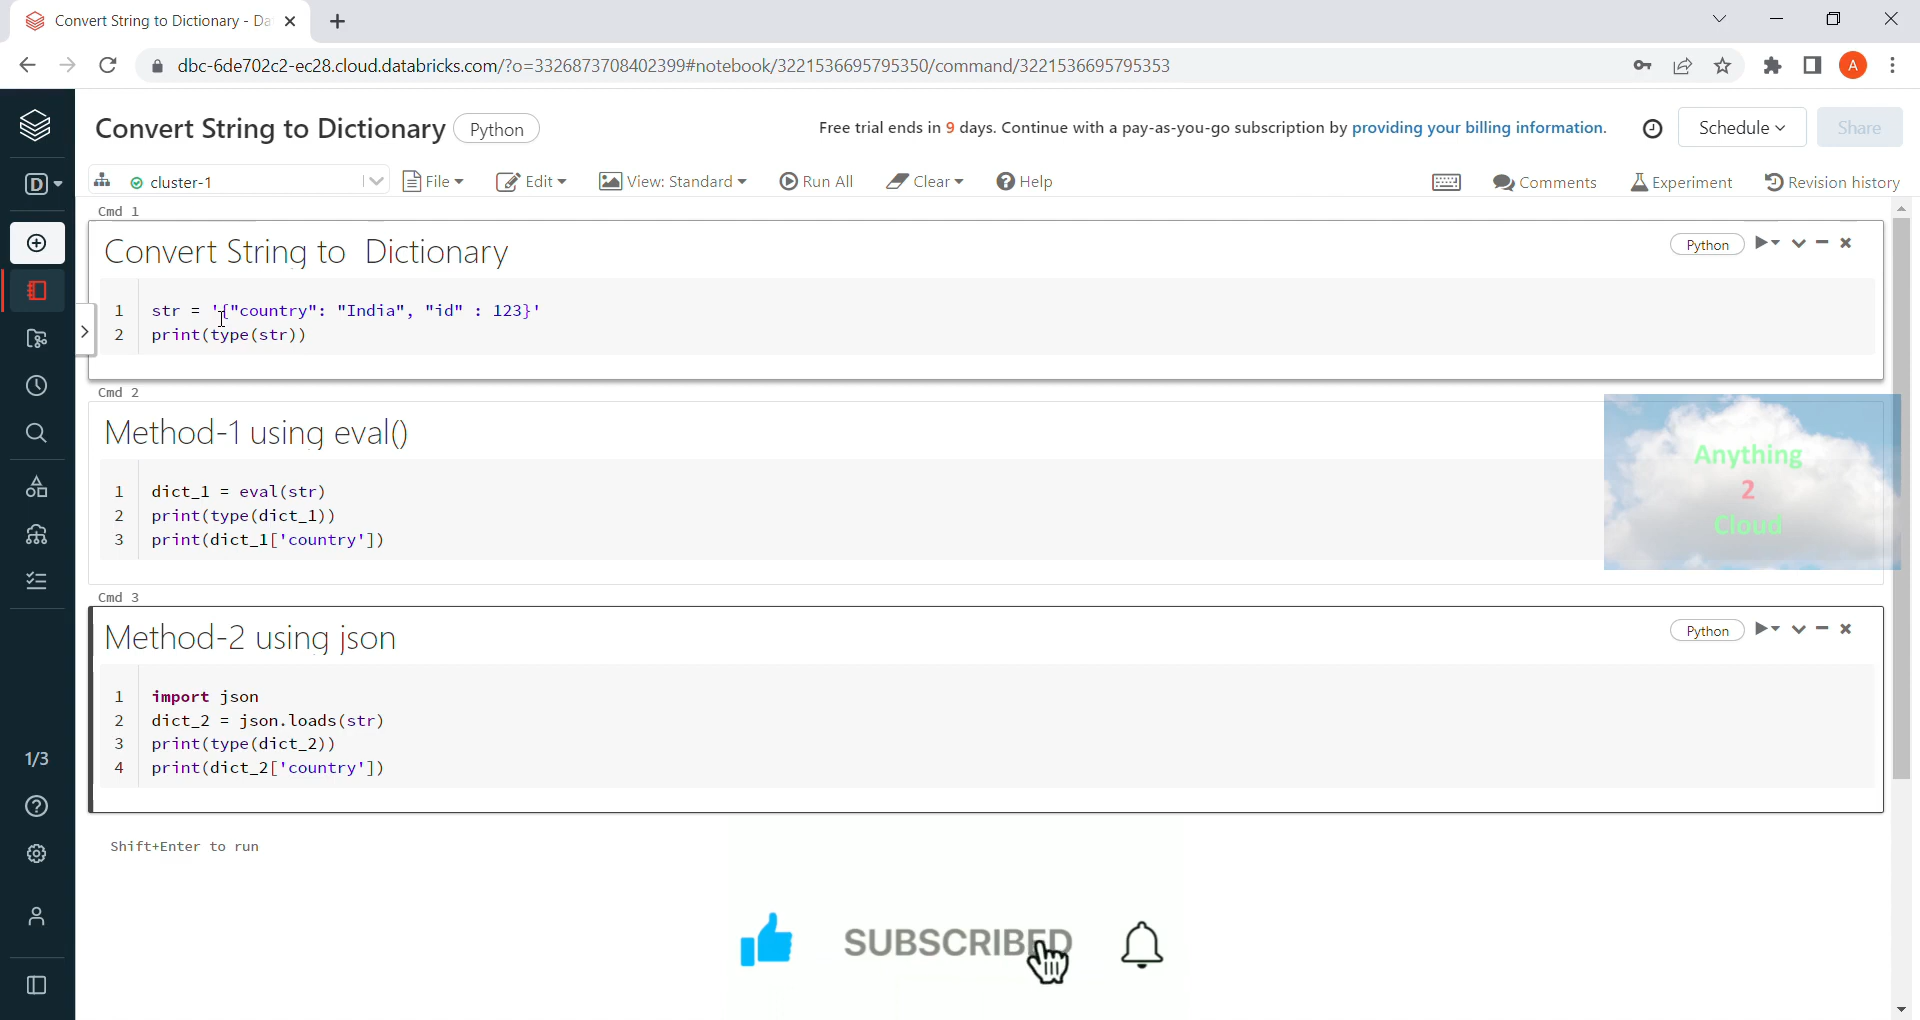 Convert String to Dictionary - Da
dbc-6de702c2-ec28.cloud.databricks.com/?o=3326873708402399#notebook/3221536695795350/command/3221536695795353
A
Convert String to Dictionary
Python
Free trial ends in 9 days. Continue with a pay-as-you-go subscription by providing your billing information.
Schedule
Share
D
cluster-1
File
Edit
View: Standard
Run All
Clear
Help
Comments
Experiment
Revision history
Cmd 1
Convert String to Dictionary
Python
1 str = '{"country": "India", "id" : 123}'
2 print(type(str))
Cmd 2
Method-1 using eval()
1 dict_1 = eval(str)
2 print(type(dict_1))
3 print(dict_1['country'])
Anything
2
Cloud
Cmd 3
Method-2 using json
Python
1 import json
2 dict_2 = json.loads(str)
3 print(type(dict_2))
4 print(dict_2['country'])
1/3
Shift+Enter to run
SUBSCRIBED